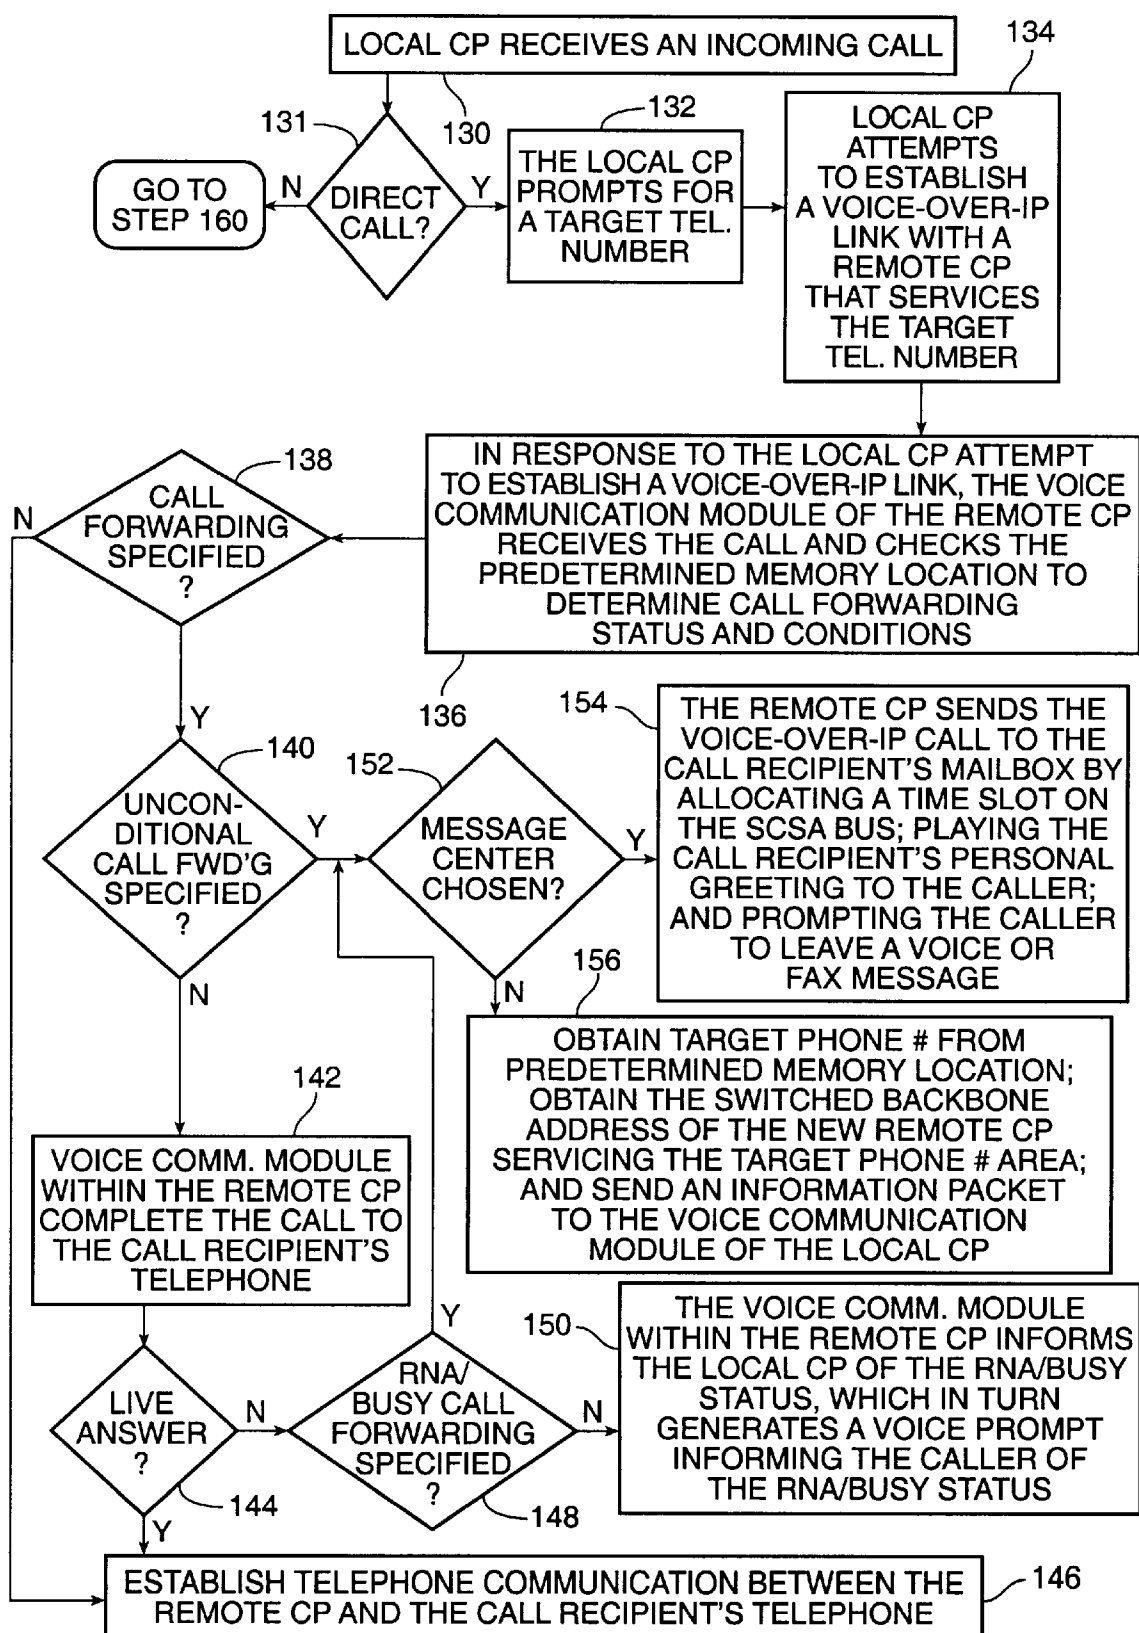 LOCAL CP RECEIVES AN INCOMING CALL
130
131
DIRECT
CALL?
N
Y
GO TO
STEP 160
132
THE LOCAL CP
PROMPTS FOR
A TARGET TEL.
NUMBER
134
LOCAL CP
ATTEMPTS
TO ESTABLISH
A VOICE-OVER-IP
LINK WITH A
REMOTE CP
THAT SERVICES
THE TARGET
TEL. NUMBER
IN RESPONSE TO THE LOCAL CP ATTEMPT
TO ESTABLISH A VOICE-OVER-IP LINK, THE VOICE
COMMUNICATION MODULE OF THE REMOTE CP
RECEIVES THE CALL AND CHECKS THE
PREDETERMINED MEMORY LOCATION TO
DETERMINE CALL FORWARDING
STATUS AND CONDITIONS
136
138
CALL
FORWARDING
SPECIFIED
?
N
Y
140
UNCON-
DITIONAL
CALL FWD'G
SPECIFIED
?
Y
N
152
MESSAGE
CENTER
CHOSEN?
Y
N
154
THE REMOTE CP SENDS THE
VOICE-OVER-IP CALL TO THE
CALL RECIPIENT'S MAILBOX BY
ALLOCATING A TIME SLOT ON
THE SCSA BUS; PLAYING THE
CALL RECIPIENT'S PERSONAL
GREETING TO THE CALLER;
AND PROMPTING THE CALLER
TO LEAVE A VOICE OR
FAX MESSAGE
156
OBTAIN TARGET PHONE # FROM
PREDETERMINED MEMORY LOCATION;
OBTAIN THE SWITCHED BACKBONE
ADDRESS OF THE NEW REMOTE CP
SERVICING THE TARGET PHONE # AREA;
AND SEND AN INFORMATION PACKET
TO THE VOICE COMMUNICATION
MODULE OF THE LOCAL CP
142
VOICE COMM. MODULE
WITHIN THE REMOTE CP
COMPLETE THE CALL TO
THE CALL RECIPIENT'S
TELEPHONE
LIVE
ANSWER
?
144
N
Y
Y
RNA/
BUSY CALL
FORWARDING
SPECIFIED
?
148
N
150
THE VOICE COMM. MODULE
WITHIN THE REMOTE CP INFORMS
THE LOCAL CP OF THE RNA/BUSY
STATUS, WHICH IN TURN
GENERATES A VOICE PROMPT
INFORMING THE CALLER OF
THE RNA/BUSY STATUS
ESTABLISH TELEPHONE COMMUNICATION BETWEEN THE
REMOTE CP AND THE CALL RECIPIENT'S TELEPHONE
146